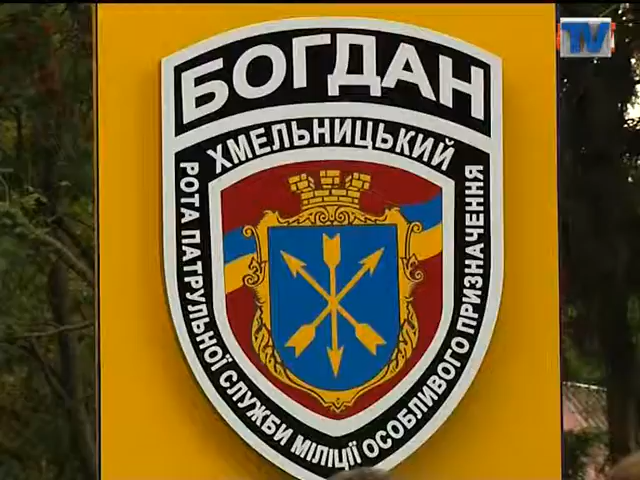 TV
БОГДАН
ХМЕЛЬНИЦЬКИЙ
РОТА ПАТРУЛЬНОЇ СЛУЖБИ МІЛІЦІЇ ОСОБЛИВОГО ПРИЗНАЧЕННЯ